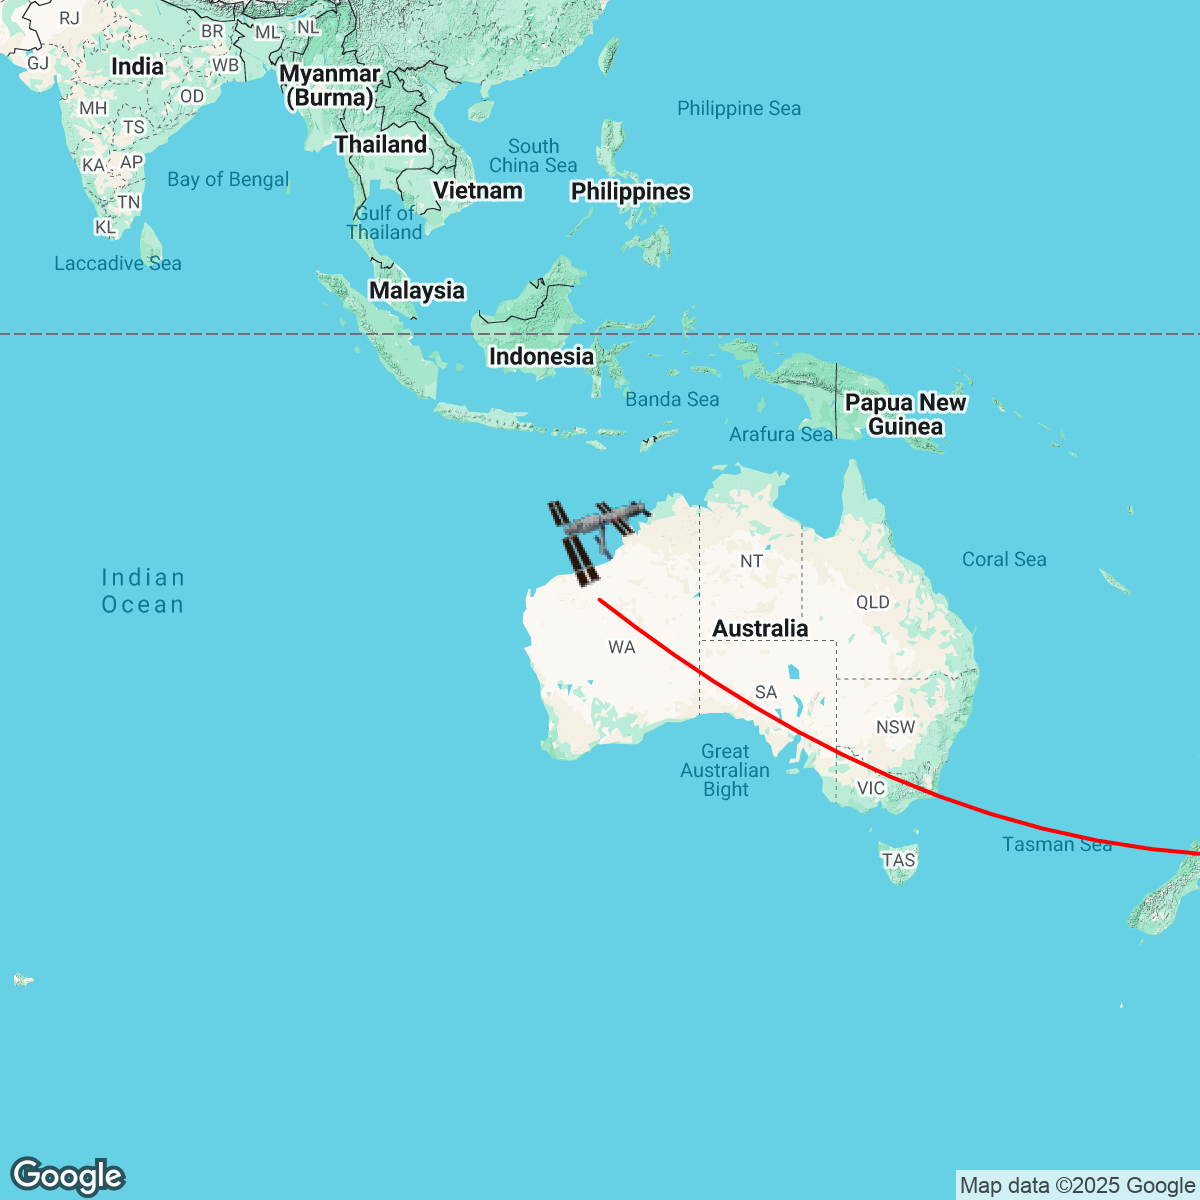 RJ
BR
ML
NL
GJ
India
WB
Myanmar
(Burma)
OD
MH
TS
Philippine Sea
Thailand
South
China Sea
KA
AP
Bay of Bengal
Vietnam
Philippines
TN
KL
Gulf of
Thailand
Laccadive Sea
Malaysia
Indonesia
Banda Sea
Papua New
Guinea
Arafura Sea
NT
Coral Sea
Indian
Ocean
QLD
Australia
WA
SA
NSW
Great
Australian
Bight
VIC
Tasman Sea
TAS
Google
Map data ©2025 Google